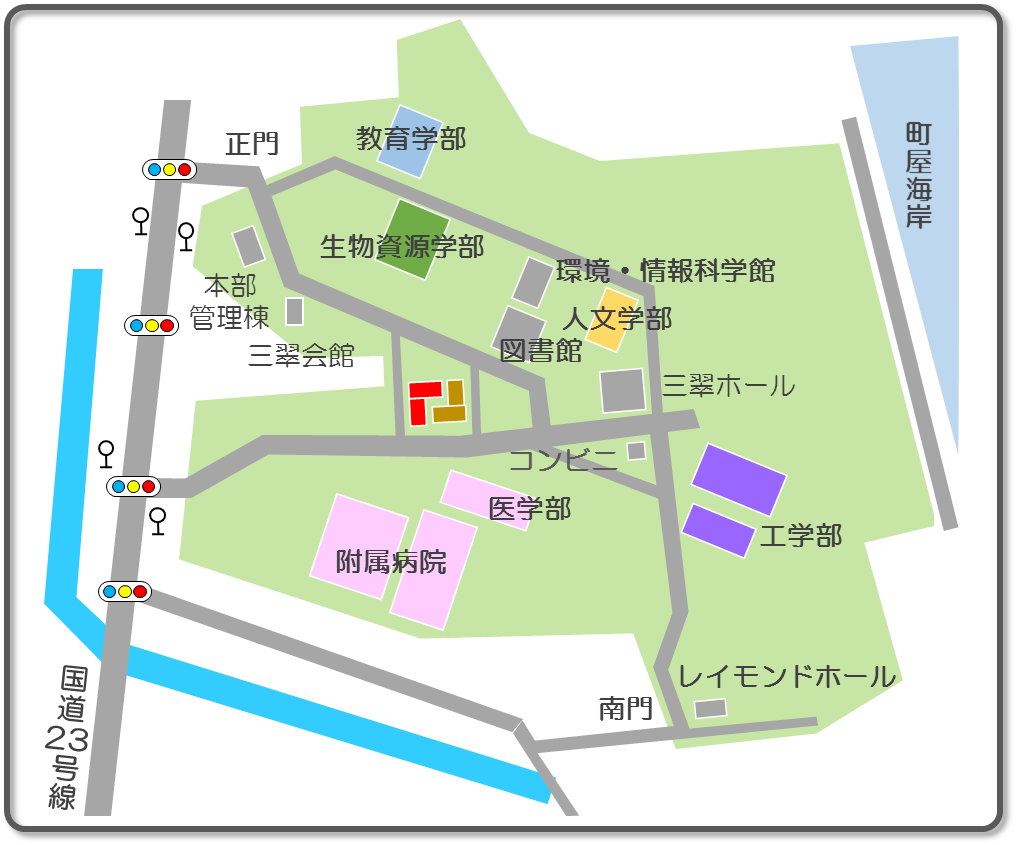 正門
教育学部
町屋海岸
生物資源学部
環境・情報科学館
本部
管理棟
人文学部
図書館
三翠会館
三翠ホール
コンビニ
医学部
工学部
附属病院
レイモンドホール
南門
国道23号線